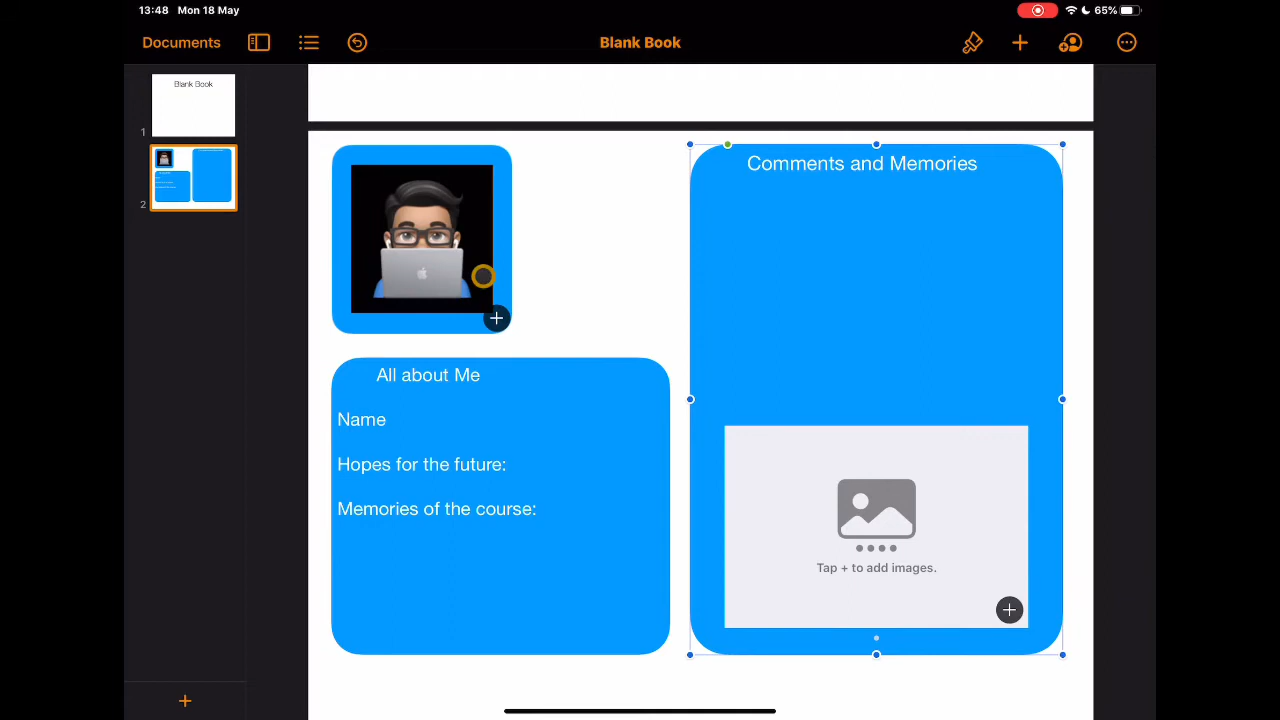 13:48 Mon 18 May
65%
Documents
Blank Book
Blank Book
1
2
Comments and Memories
All about Me
Name
Hopes for the future:
Memories of the course:
Tap + to add images.